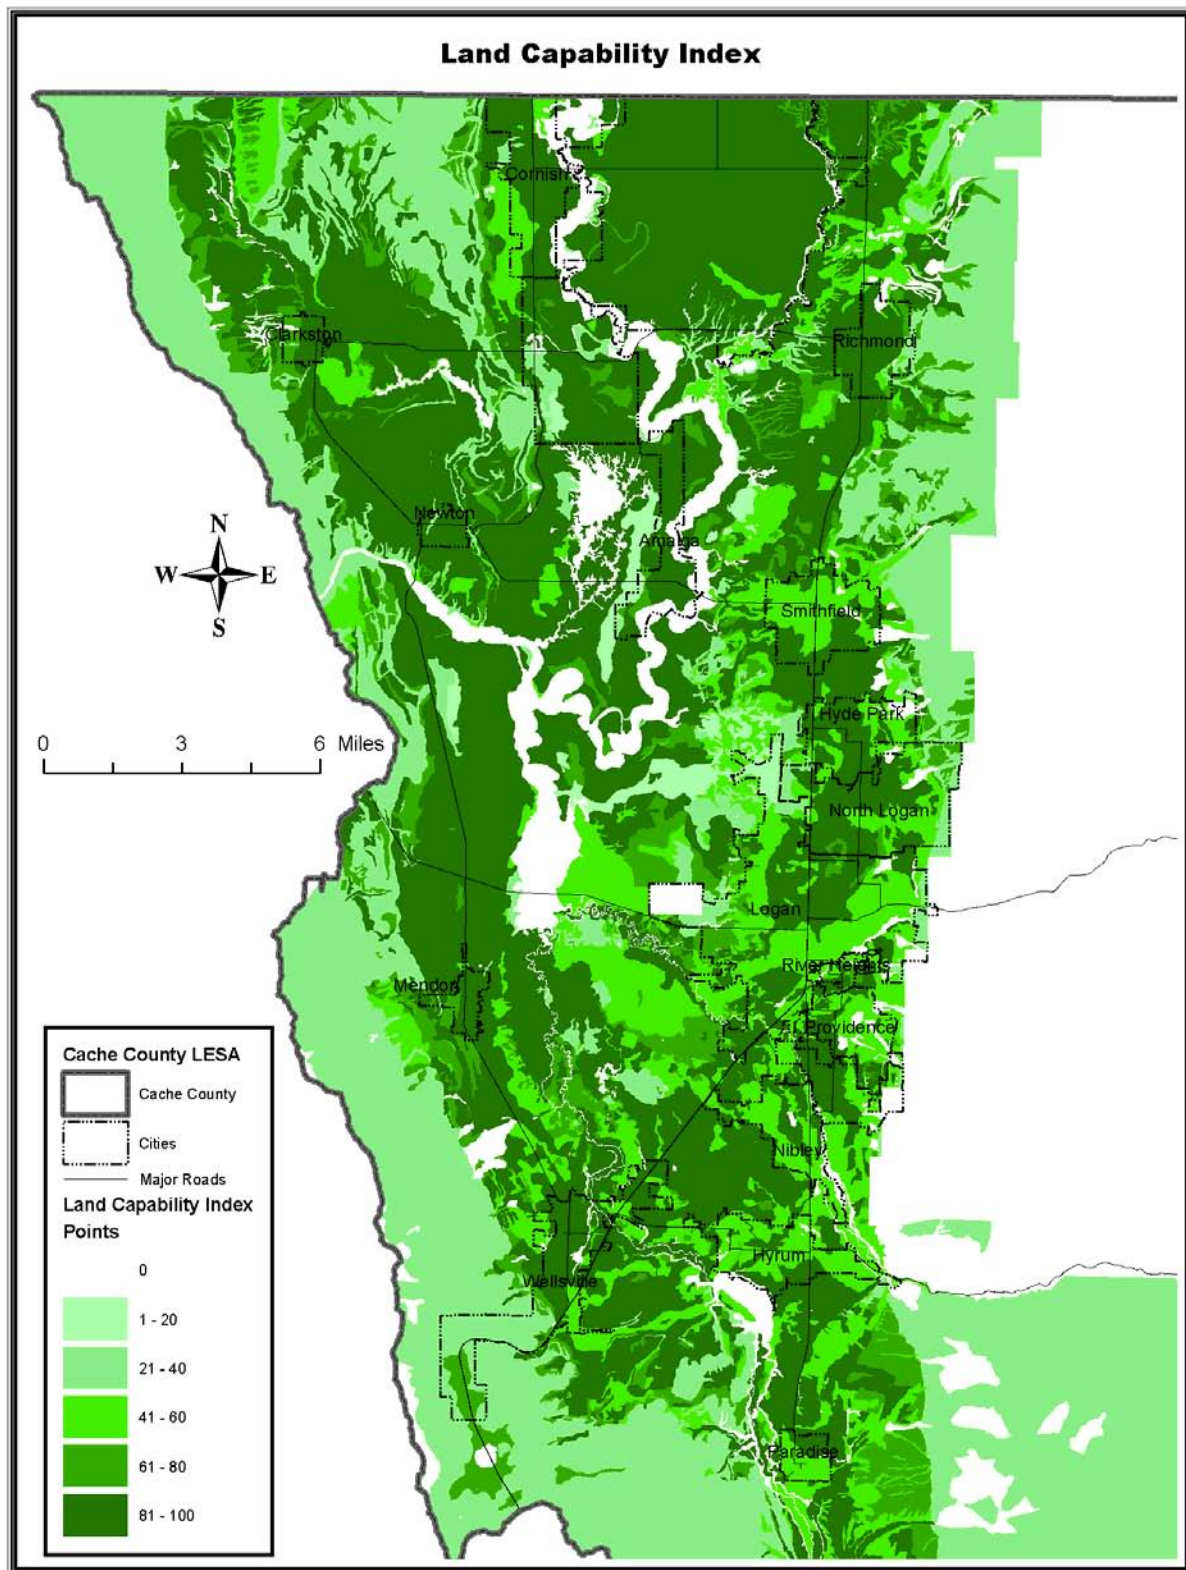 Land Capability Index
Cornish
Clarkston
Richmond
Newton
Amalga
N
W E
S
Smithfield
Hyde Park
0 3 6 Miles
North Logan
Logan
River Heights
Mendon
Providence
Nibley
Hyrum
Wellsville
Paradise
Cache County LESA
Cache County
Cities
Major Roads
Land Capability Index
Points
0
1 - 20
21 - 40
41 - 60
61 - 80
81 - 100